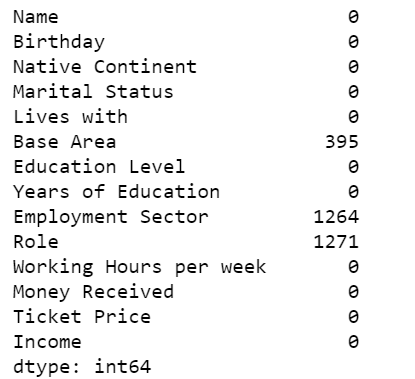 Name 0
Birthday 0
Native Continent 0
Marital Status 0
Lives with 0
Base Area 395
Education Level 0
Years of Education 0
Employment Sector 1264
Role 1271
Working Hours per week 0
Money Received 0
Ticket Price 0
Income 0
dtype: int64